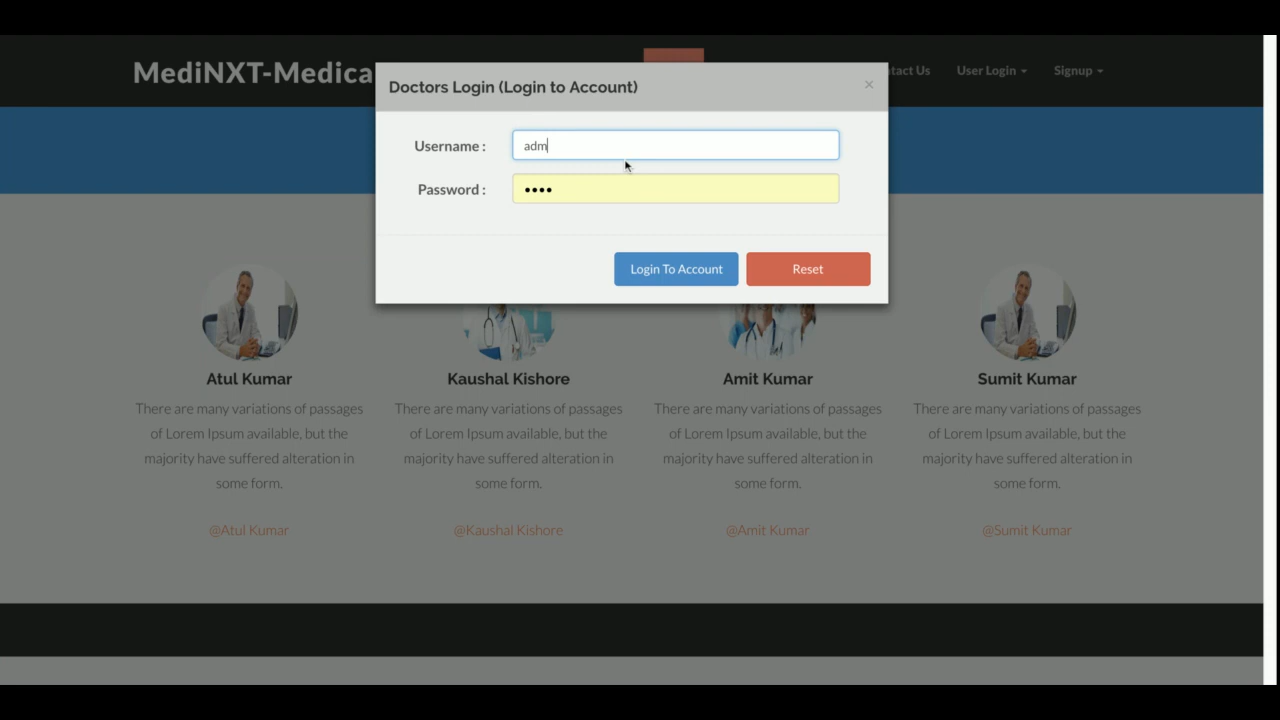 MediNXT-Medica
tact Us
User Login
Signup
Doctors Login (Login to Account)
×
Username :
adm
Password :
••••
Login To Account
Reset
Atul Kumar
Kaushal Kishore
Amit Kumar
Sumit Kumar
There are many variations of passages
of Lorem Ipsum available, but the
majority have suffered alteration in
some form.
There are many variations of passages
of Lorem Ipsum available, but the
majority have suffered alteration in
some form.
There are many variations of passages
of Lorem Ipsum available, but the
majority have suffered alteration in
some form.
There are many variations of passages
of Lorem Ipsum available, but the
majority have suffered alteration in
some form.
@Atul Kumar
@Kaushal Kishore
@Amit Kumar
@Sumit Kumar